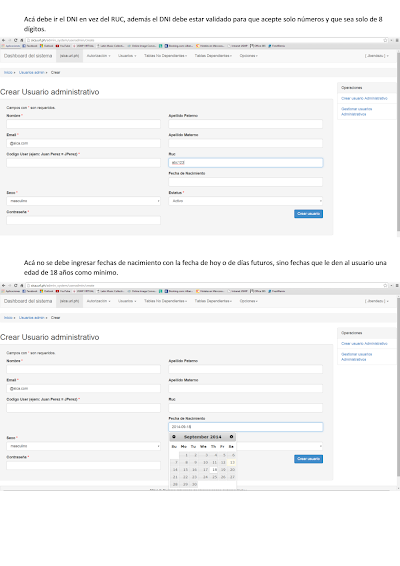 Acá debe ir el DNI en vez del RUC, además el DNI debe estar validado para que acepte solo números y que sea solo de 8
dígitos.
Dashboard del sistema Autorización Usuarios Tablas No Dependientes Tablas Dependientes Opciones
Inicio » Usuarios admin » Crear
Crear Usuario administrativo
Operaciones
Crear usuario Administrativo
Gestionar usuarios
Administrativos
Campos con * son requeridos.
Nombre * Apellido Paterno
Email * Apellido Materno
@elca.com
Codigo User (ejem: Juan Perez = JPerez) * Ruc
Fecha de Nacimiento
Sexo * Estatus *
masculino Activo
Contraseña *
Crear usuario
Acá no se debe ingresar fechas de nacimiento con la fecha de hoy o de días futuros, sino fechas que le den al usuario una
edad de 18 años como mínimo.
Dashboard del sistema Autorización Usuarios Tablas No Dependientes Tablas Dependientes Opciones
Inicio » Usuarios admin » Crear
Crear Usuario administrativo
Operaciones
Crear usuario Administrativo
Gestionar usuarios
Administrativos
Campos con * son requeridos.
Nombre * Apellido Paterno
Email * Apellido Materno
@elca.com
Codigo User (ejem: Juan Perez = JPerez) * Ruc
Fecha de Nacimiento
2014-09-18
Sexo *
masculino
September 2014
Su Mo Tu We Th Fr Sa
1 2 3 4 5 6
7 8 9 10 11 12 13
14 15 16 17 18 19 20
21 22 23 24 25 26 27
28 29 30
Contraseña *
Crear usuario